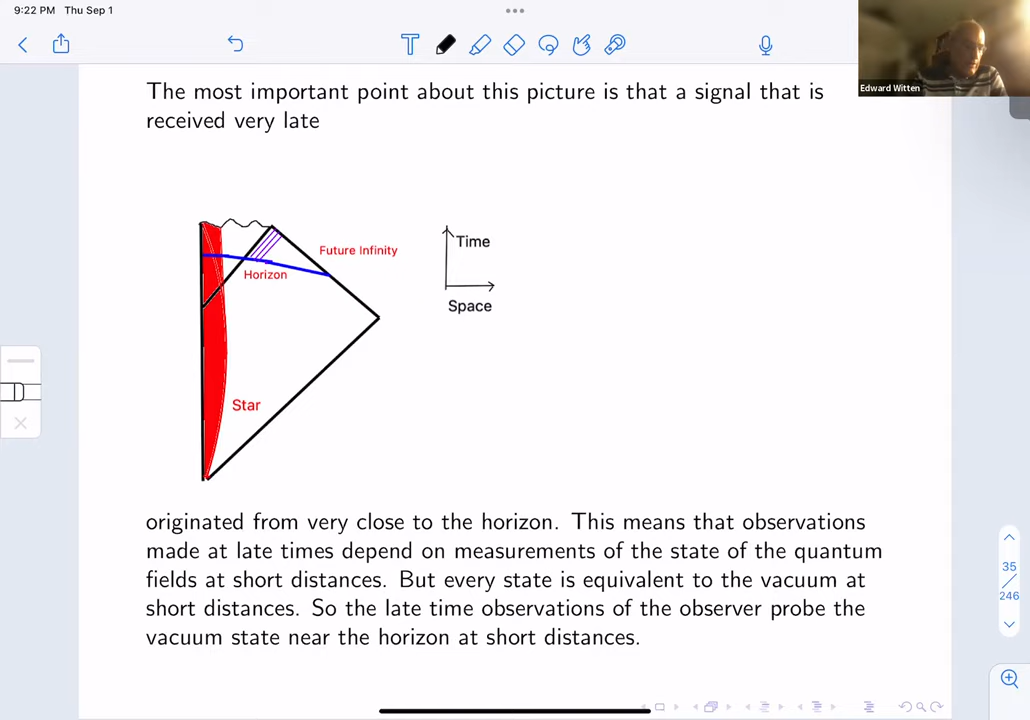 9:22 PM Thu Sep 1
Edward Witten
The most important point about this picture is that a signal that is
received very late
Future Infinity
Time
Horizon
Space
Star
originated from very close to the horizon. This means that observations
made at late times depend on measurements of the state of the quantum
fields at short distances. But every state is equivalent to the vacuum at
short distances. So the late time observations of the observer probe the
vacuum state near the horizon at short distances.
35
/
246